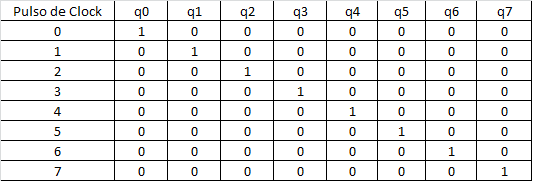 Pulso de Clock q0 q1 q2 q3 q4 q5 q6 q7
0 1 0 0 0 0 0 0 0
1 0 1 0 0 0 0 0 0
2 0 0 1 0 0 0 0 0
3 0 0 0 1 0 0 0 0
4 0 0 0 0 1 0 0 0
5 0 0 0 0 0 1 0 0
6 0 0 0 0 0 0 1 0
7 0 0 0 0 0 0 0 1